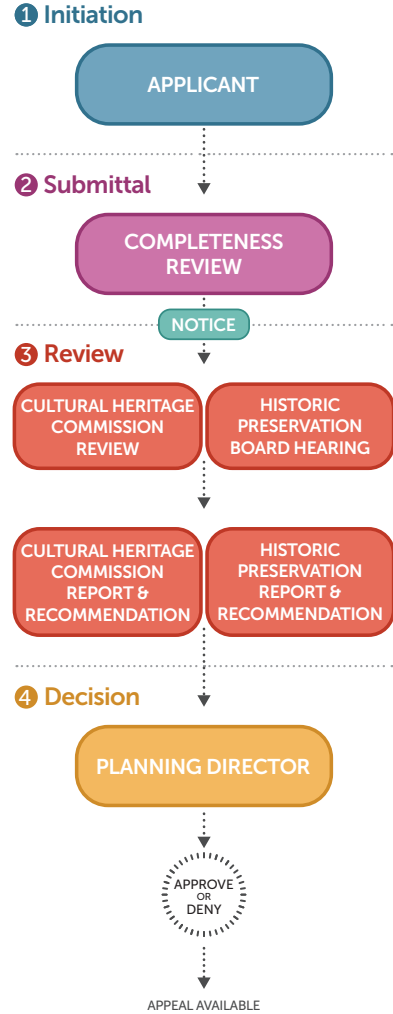 1 Initiation
APPLICANT
2 Submittal
COMPLETENESS
REVIEW
NOTICE
3 Review
CULTURAL HERITAGE
COMMISSION
REVIEW
HISTORIC
PRESERVATION
BOARD HEARING
CULTURAL HERITAGE
COMMISSION
REPORT &
RECOMMENDATION
HISTORIC
PRESERVATION
REPORT &
RECOMMENDATION
4 Decision
PLANNING DIRECTOR
APPROVE
OR
DENY
APPEAL AVAILABLE